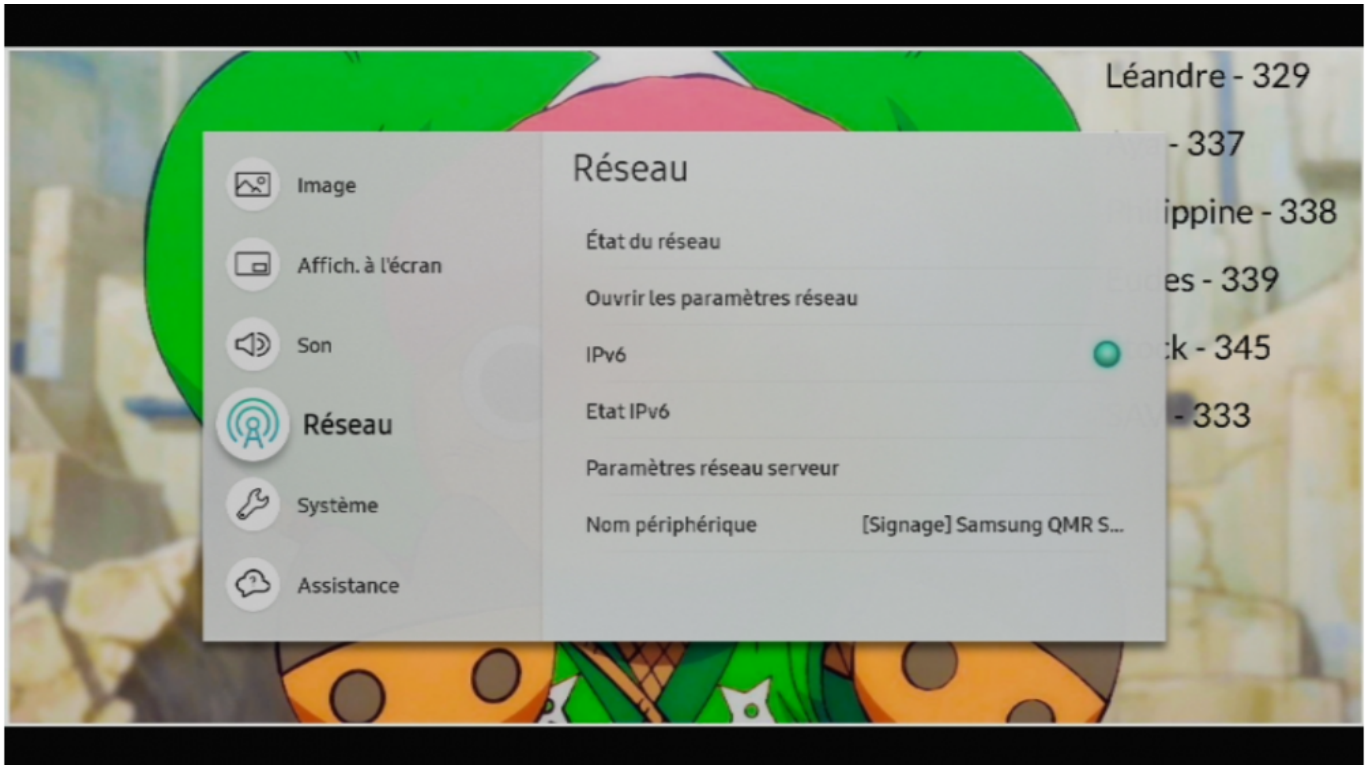 Léandre - 329
- 337
ippine - 338
es - 339
ck - 345
- 333
Image
Affich. à l'écran
Son
Réseau
Système
Assistance
Réseau
État du réseau
Ouvrir les paramètres réseau
IPv6
Etat IPv6
Paramètres réseau serveur
Nom périphérique [Signage] Samsung QMR S...